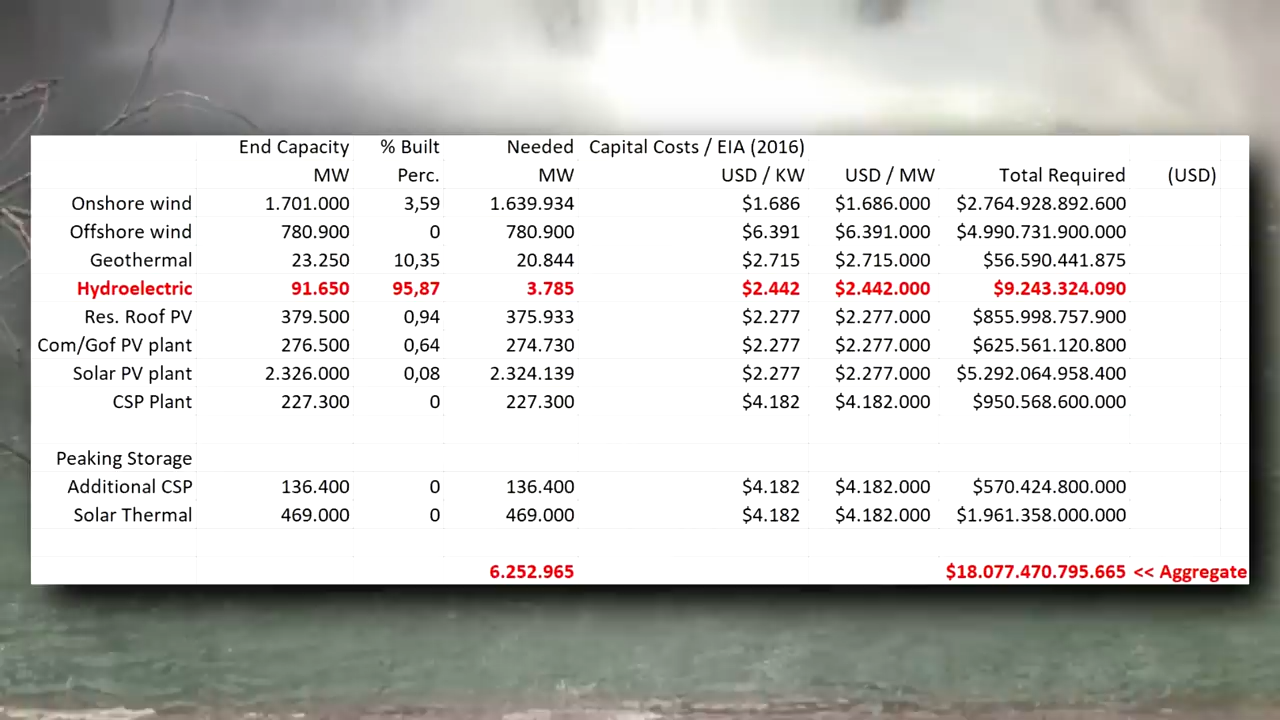 End Capacity % Built Needed Capital Costs / EIA (2016)
MW Perc. MW USD / KW USD / MW Total Required (USD)
Onshore wind 1.701.000 3,59 1.639.934 $1.686 $1.686.000 $2.764.928.892.600
Offshore wind 780.900 0 780.900 $6.391 $6.391.000 $4.990.731.900.000
Geothermal 23.250 10,35 20.844 $2.715 $2.715.000 $56.590.441.875
Hydroelectric 91.650 95,87 3.785 $2.442 $2.442.000 $9.243.324.090
Res. Roof PV 379.500 0,94 375.933 $2.277 $2.277.000 $855.998.757.900
Com/Gof PV plant 276.500 0,64 274.730 $2.277 $2.277.000 $625.561.120.800
Solar PV plant 2.326.000 0,08 2.324.139 $2.277 $2.277.000 $5.292.064.958.400
CSP Plant 227.300 0 227.300 $4.182 $4.182.000 $950.568.600.000
Peaking Storage
Additional CSP 136.400 0 136.400 $4.182 $4.182.000 $570.424.800.000
Solar Thermal 469.000 0 469.000 $4.182 $4.182.000 $1.961.358.000.000
6.252.965 $18.077.470.795.665 << Aggregate